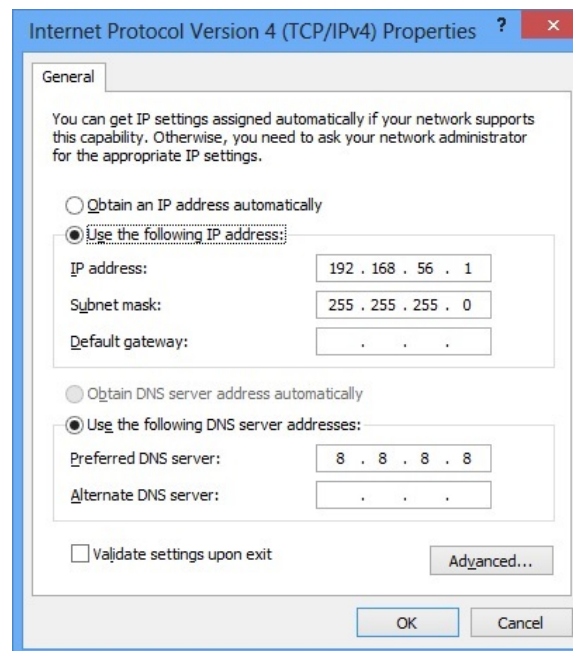 Internet Protocol Version 4 (TCP/IPv4) Properties ? ×
General
You can get IP settings assigned automatically if your network supports
this capability. Otherwise, you need to ask your network administrator
for the appropriate IP settings.
Obtain an IP address automatically
Use the following IP address:
IP address: 192 . 168 . 56 . 1
Subnet mask: 255 . 255 . 255 . 0
Default gateway: . . .
Obtain DNS server address automatically
Use the following DNS server addresses:
Preferred DNS server: 8 . 8 . 8 . 8
Alternate DNS server: . . .
Validate settings upon exit
Advanced...
OK Cancel